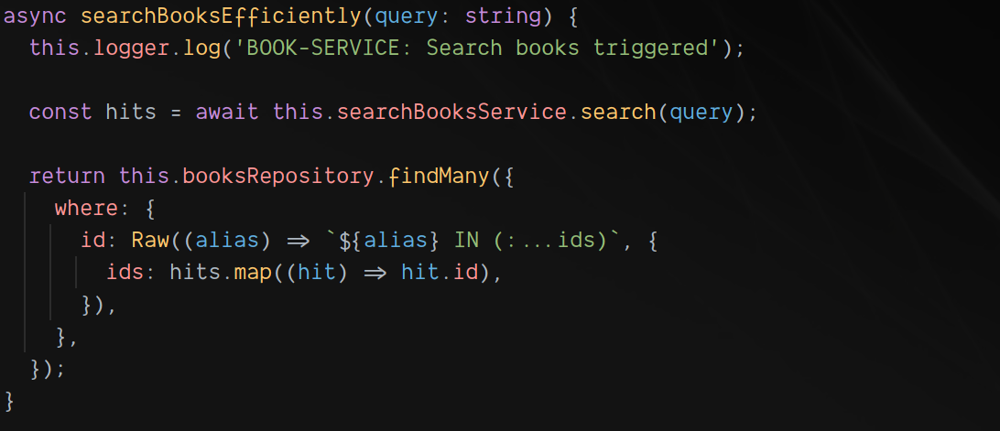 async searchBooksEfficiently(query: string) {
this.logger.log('BOOK-SERVICE: Search books triggered');
const hits = await this.searchBooksService.search(query);
return this.booksRepository.findMany({
where: {
id: Raw((alias) => `${alias} IN (:...ids)`, {
ids: hits.map((hit) => hit.id),
}),
},
});
}